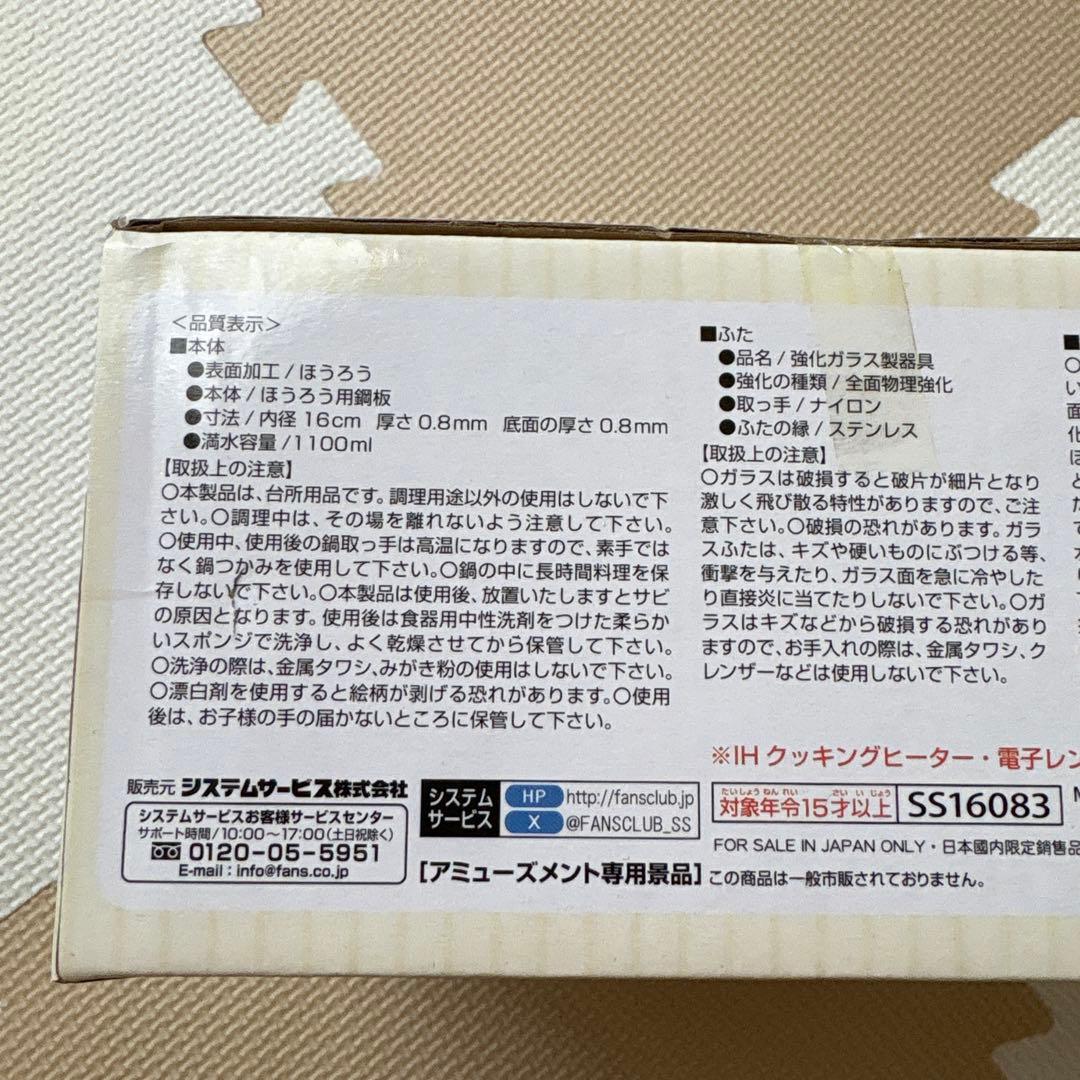 ＜品質表示＞
■本体
●表面加工/ほうろう
●本体/ほうろう用鋼板
●寸法/内径16cm 厚さ0.8mm 底面の厚さ0.8mm
●満水容量/1100ml
【取扱上の注意】
〇本製品は、台所用品です。調理用途以外の使用はしないで下
さい。〇調理中は、その場を離れないよう注意して下さい。
〇使用中、使用後の鍋取っ手は高温になりますので、素手では
なく鍋つかみを使用して下さい。〇鍋の中に長時間料理を保
存しないで下さい。〇本製品は使用後、放置いたしますとサビ
の原因となります。使用後は食器用中性洗剤をつけた柔らか
いスポンジで洗浄し、よく乾燥させてから保管して下さい。
〇洗浄の際は、金属タワシ、みがき粉の使用はしないで下さい。
〇漂白剤を使用すると絵柄が剥げる恐れがあります。〇使用
後は、お子様の手の届かないところに保管して下さい。
■ふた
●品名/強化ガラス製器具
●強化の種類/全面物理強化
●取っ手/ナイロン
●ふたの縁/ステンレス
【取扱上の注意】
〇ガラスは破損すると破片が細片となり
激しく飛び散る特性がありますので、ご注
意下さい。〇破損の恐れがあります。ガラ
スふたは、キズや硬いものにぶつける等、
衝撃を与えたり、ガラス面を急に冷やした
り直接炎に当てたりしないで下さい。〇ガ
ラスはキズなどから破損する恐れがあり
ますので、お手入れの際は、金属タワシ、ク
レンザーなどは使用しないで下さい。
※IHクッキングヒーター・電子レン
販売元 システムサービス株式会社
システムサービスお客様サービスセンター
サポート時間/10:00〜17:00(土日祝除く)
0120-05-5951
E-mail:info@fans.co.jp
システム
サービス
HP http://fansclub.jp
X @FANSCLUB_SS
[アミューズメント専用景品]
たいしょうねんれい さいいじょう
対象年令15才以上
SS16083
FOR SALE IN JAPAN ONLY・日本國内限定銷售品
この商品は一般市販されておりません。